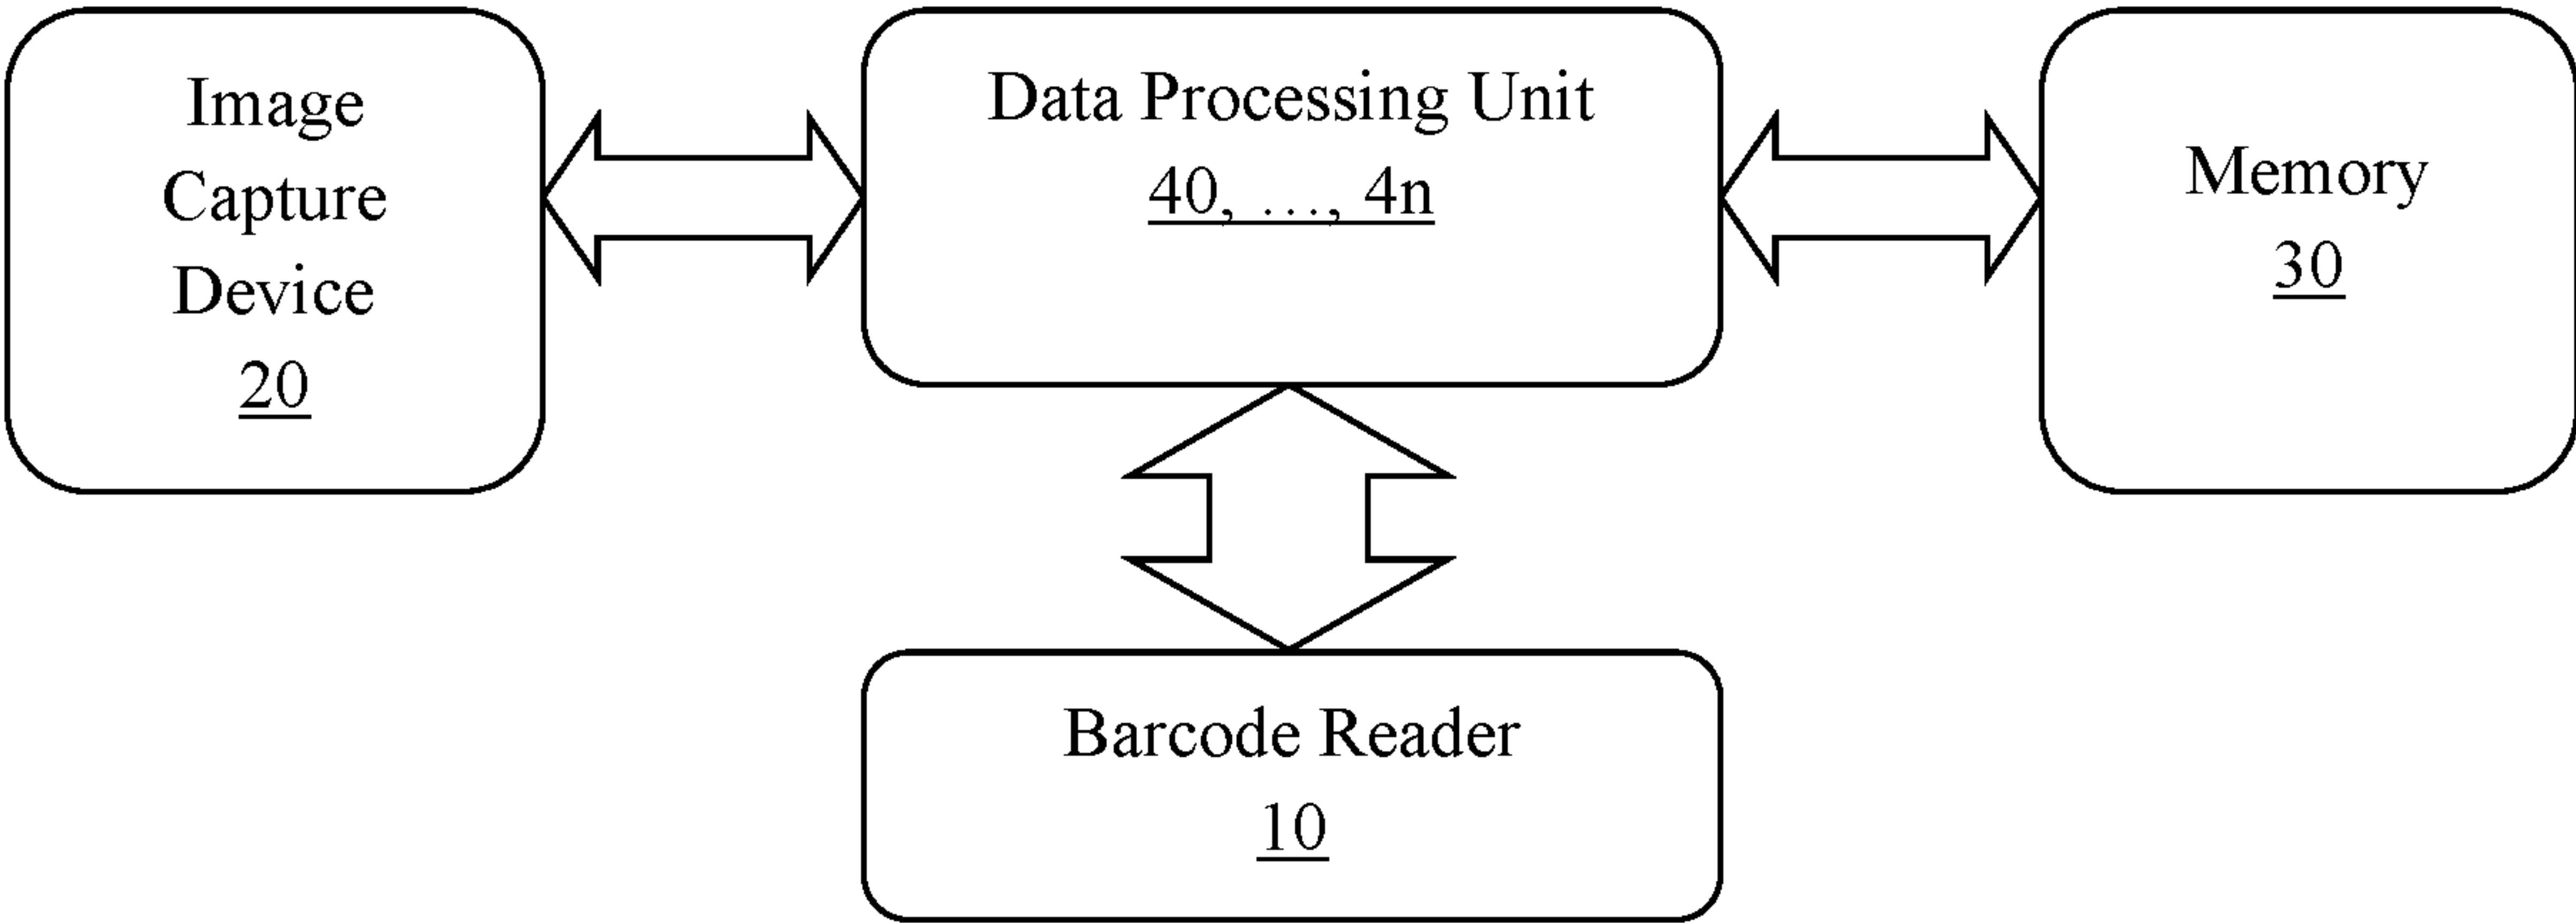 Image
Capture
Device
20
Data Processing Unit
40, …, 4n
Memory
30
Barcode Reader
10